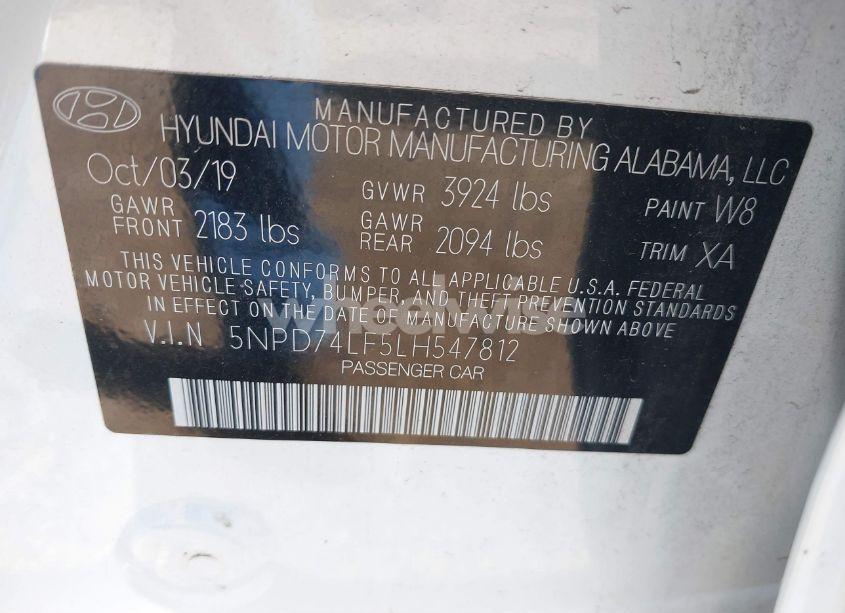 MANUFACTURED BY
HYUNDAI MOTOR MANUFACTURING ALABAMA, LLC
Oct/03/19 GVWR 3924 lbs PAINT W8
GAWR FRONT 2183 lbs GAWR REAR 2094 lbs TRIM XA
THIS VEHICLE CONFORMS TO ALL APPLICABLE U.S.A. FEDERAL
MOTOR VEHICLE SAFETY, BUMPER, AND THEFT PREVENTION STANDARDS
IN EFFECT ON THE DATE OF MANUFACTURE SHOWN ABOVE.
V.I.N 5NPD74LF5LH547812
PASSENGER CAR